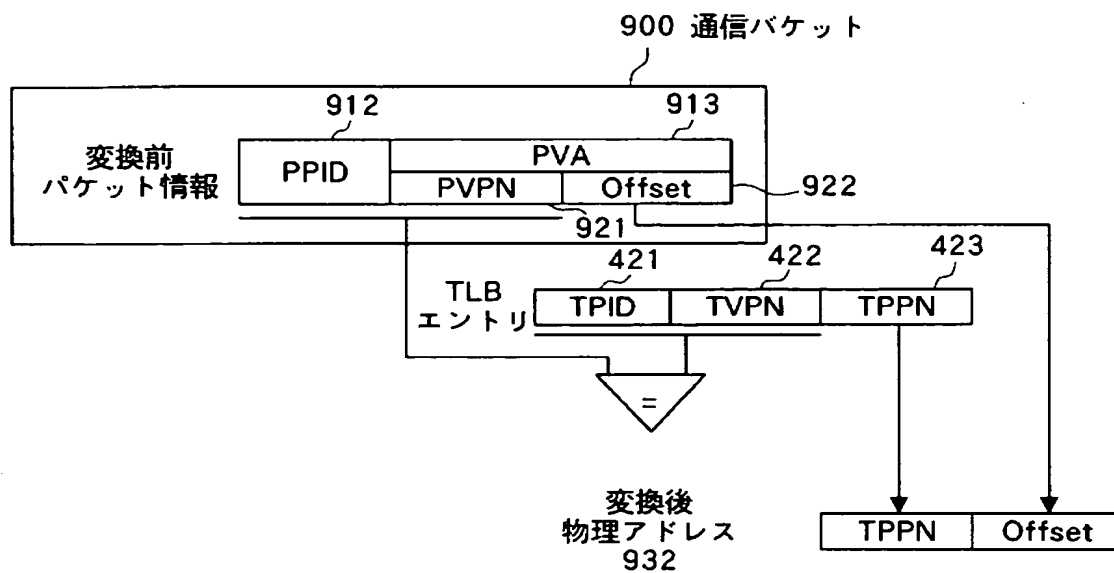 900 通信パケット
912
913
変換前
パケット情報
PPID
PVA
PVPN
Offset
922
921
421
422
423
TLB
エントリ
TPID
TVPN
TPPN
=
変換後
物理アドレス
932
TPPN
Offset